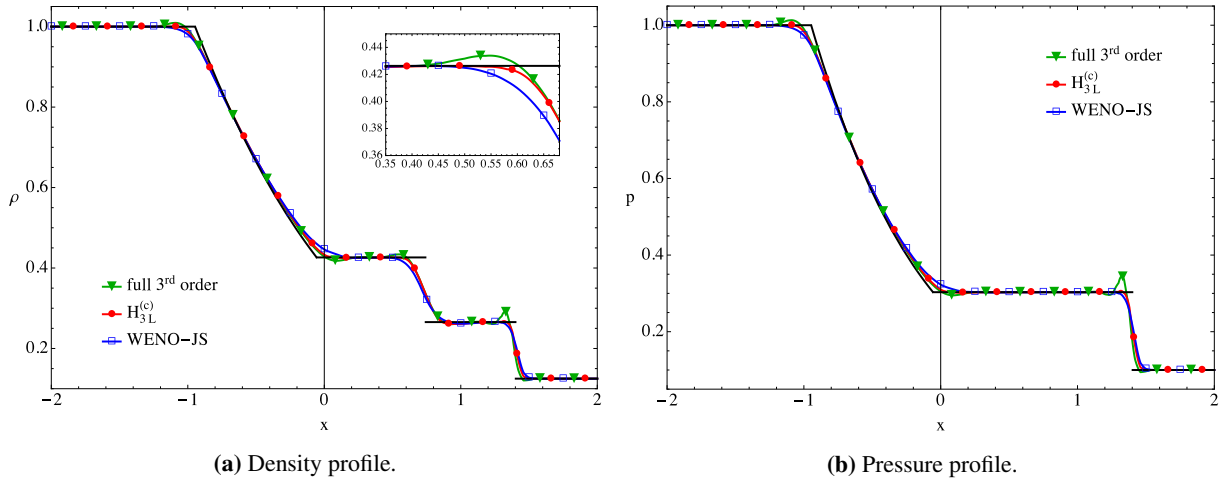 1.0
0.8
ρ
0.6
0.4
0.2
−2
−1
0
1
2
x
0.44
0.42
0.40
0.38
0.36
0.35
0.40
0.45
0.50
0.55
0.60
0.65
full 3rd order
H3L(c)
WENO−JS
(a) Density profile.
1.0
0.8
p
0.6
0.4
0.2
−2
−1
0
1
2
x
full 3rd order
H3L(c)
WENO−JS
(b) Pressure profile.